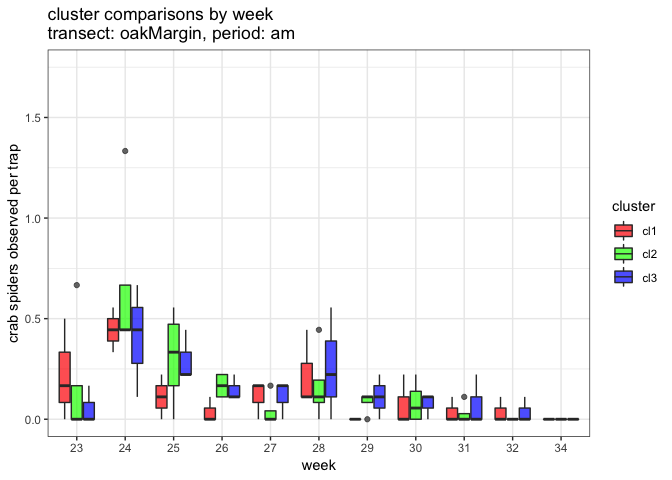 cluster comparisons by week
transect: oakMargin, period: am
crab spiders observed per trap
1.5
1.0
0.5
0.0
23 24 25 26 27 28 29 30 31 32 34
week
cluster
cl1
cl2
cl3